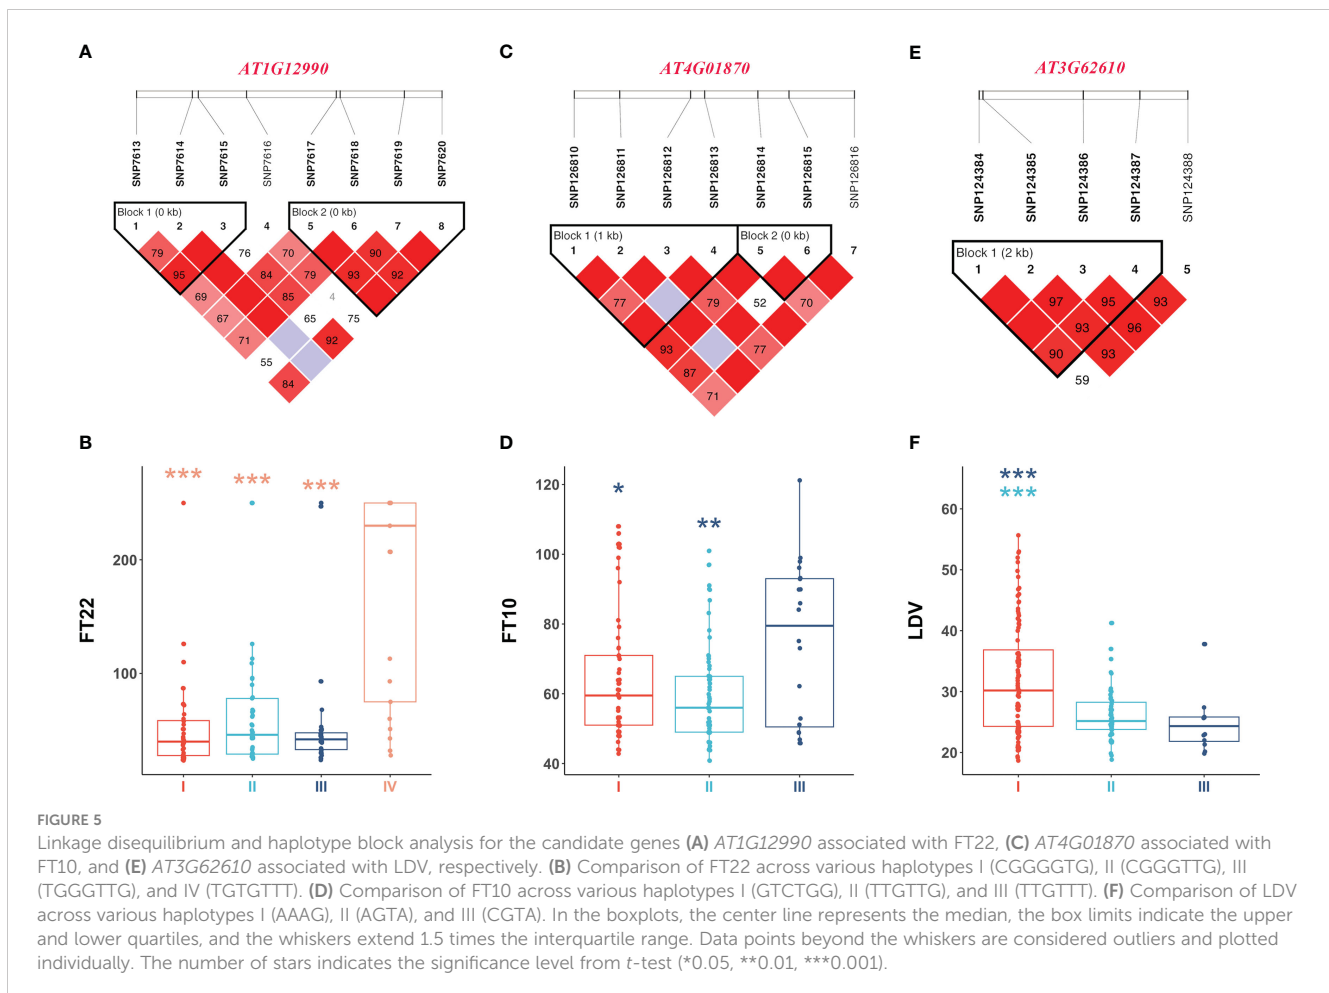 A
AT1G12990
SNP7613
SNP7614
SNP7615
SNP7616
SNP7617
SNP7618
SNP7619
SNP7620
Block 1 (0 kb)
Block 2 (0 kb)
1 2 3 4 5 6 7 8
79 76 70 90
95 84 79 93 92
69 85 4
67 65 75
71 92
55
84
C
AT4G01870
SNP126810
SNP126811
SNP126812
SNP126813
SNP126814
SNP126815
SNP126816
Block 1 (1 kb)
Block 2 (0 kb)
1 2 3 4 5 6 7
77 79 52 70
93 77
87
71
E
AT3G62610
SNP124384
SNP124385
SNP124386
SNP124387
SNP124388
Block 1 (2 kb)
1 2 3 4 5
97 95 93
93 96
90 93
59
B
FT22
200
100
*** *** ***
I II III IV
D
FT10
120
100
80
60
40
* **
I II III
F
LDV
60
50
40
30
20
***
***
I II III
FIGURE 5
Linkage disequilibrium and haplotype block analysis for the candidate genes (A) AT1G12990 associated with FT22, (C) AT4G01870 associated with
FT10, and (E) AT3G62610 associated with LDV, respectively. (B) Comparison of FT22 across various haplotypes I (CGGGGTG), II (CGGGTTG), III
(TGGGTTG), and IV (TGTGTTT). (D) Comparison of FT10 across various haplotypes I (GTCTGG), II (TTGTTG), and III (TTGTTT). (F) Comparison of LDV
across various haplotypes I (AAAG), II (AGTA), and III (CGTA). In the boxplots, the center line represents the median, the box limits indicate the upper
and lower quartiles, and the whiskers extend 1.5 times the interquartile range. Data points beyond the whiskers are considered outliers and plotted
individually. The number of stars indicates the significance level from t-test (*0.05, **0.01, ***0.001).